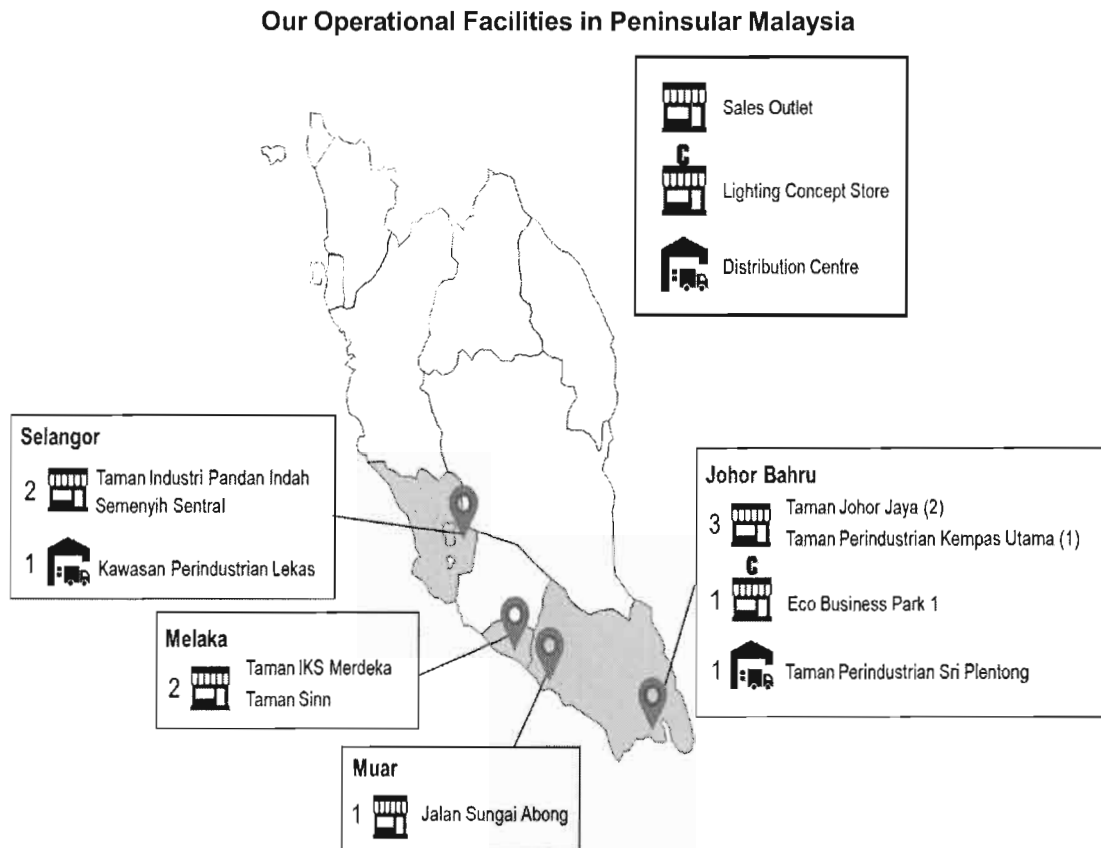 Our Operational Facilities in Peninsular Malaysia
Sales Outlet
C
Lighting Concept Store
Distribution Centre
Selangor
2
Taman Industri Pandan Indah
Semenyih Sentral
1
Kawasan Perindustrian Lekas
Melaka
2
Taman IKS Merdeka
Taman Sinn
Muar
1
Jalan Sungai Abong
Johor Bahru
3
Taman Johor Jaya (2)
Taman Perindustrian Kempas Utama (1)
C
1
Eco Business Park 1
1
Taman Perindustrian Sri Plentong